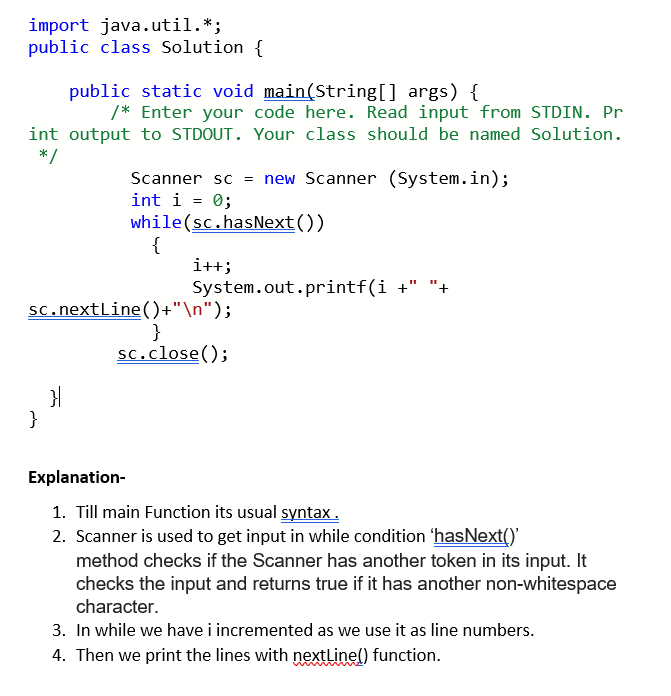 import java.util.*;
public class Solution {
public static void main(String[] args) {
/* Enter your code here. Read input from STDIN. Pr
int output to STDOUT. Your class should be named Solution.
*/
Scanner sc = new Scanner (System.in);
int i = 0;
while(sc.hasNext())
{
i++;
System.out.printf(i +" "+
sc.nextLine()+"\n");
}
sc.close();
}
}
Explanation-
1. Till main Function its usual syntax .
2. Scanner is used to get input in while condition ‘hasNext()’
method checks if the Scanner has another token in its input. It
checks the input and returns true if it has another non-whitespace
character.
3. In while we have i incremented as we use it as line numbers.
4. Then we print the lines with nextLine() function.